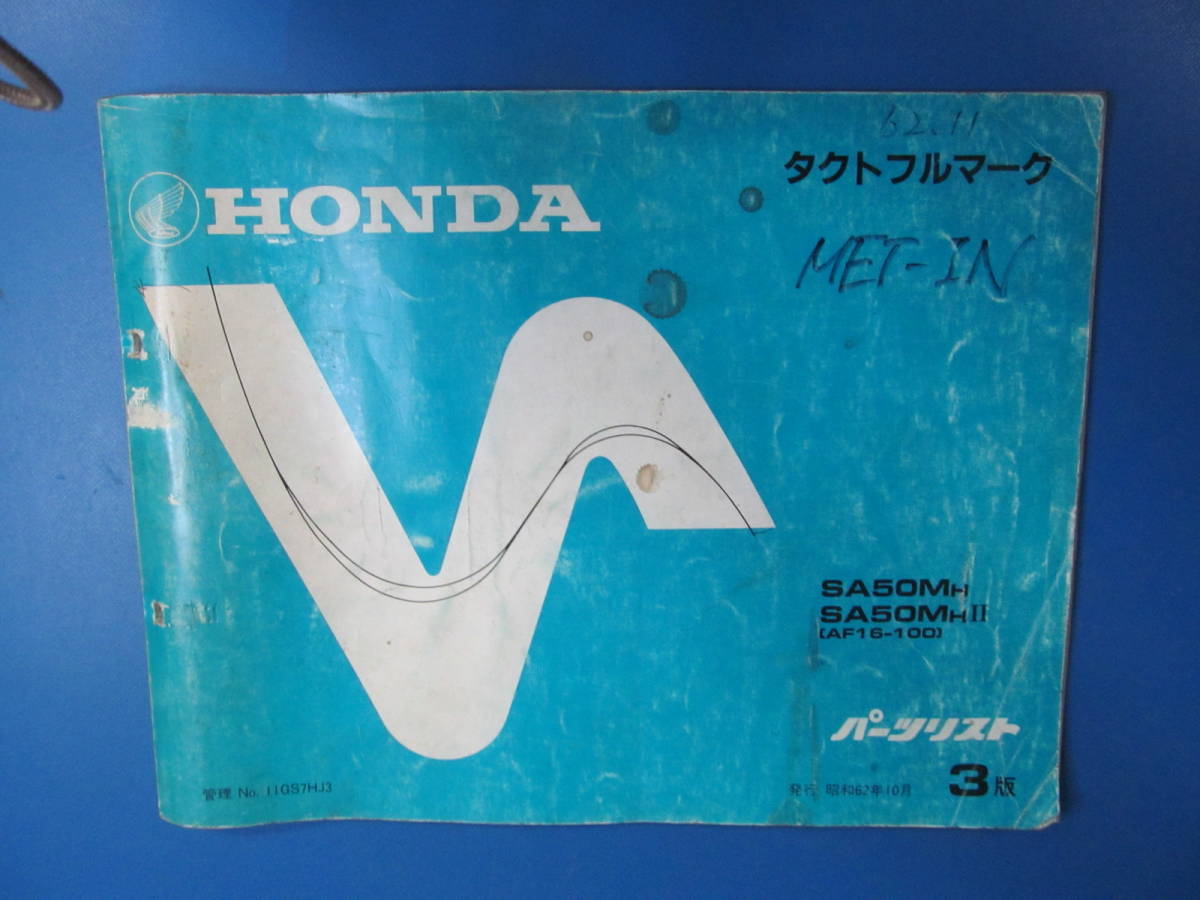 62.11
タクトフルマーク
HONDA
MET-IN
SA50MH
SA50MHII
(AF16-100)
パーツリスト
管理 No. 11GS7HJ3
発行 昭和62年10月 3版